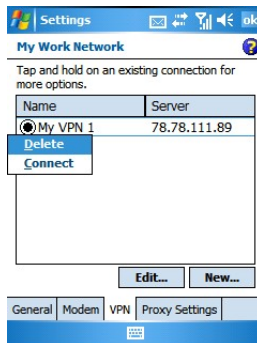 Settings
ok
My Work Network
?
Tap and hold on an existing connection for
more options.
Name Server
My VPN 1 78.78.111.89
Delete
Connect
Edit... New...
General Modem VPN Proxy Settings